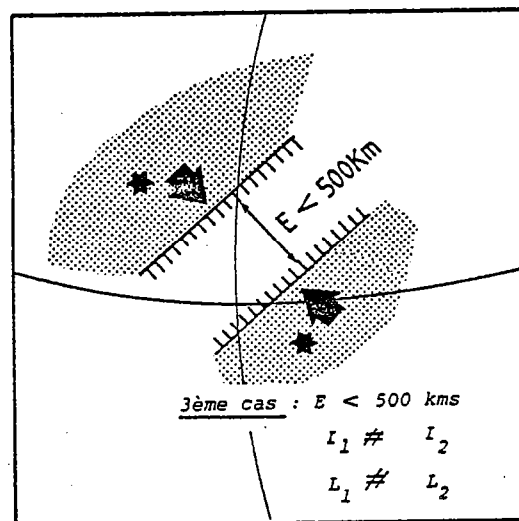 E < 500Km
3ème cas : E < 500 kms
I₁ # I₂
L₁ # L₂